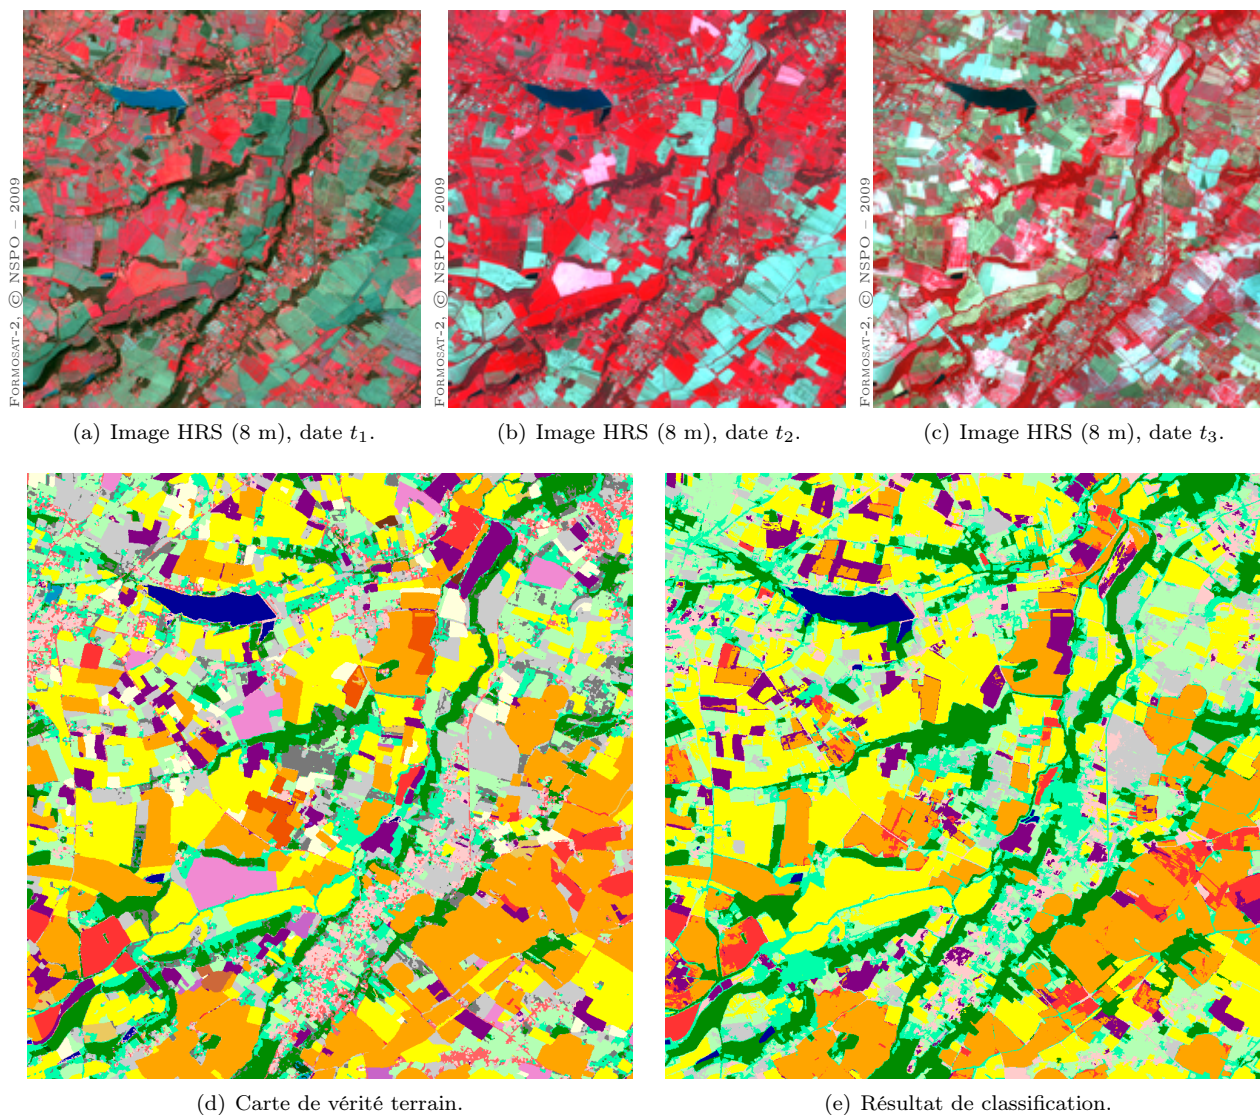 Formosat-2, © NSPO – 2009
Formosat-2, © NSPO – 2009
Formosat-2, © NSPO – 2009
(a) Image HRS (8 m), date t₁.
(b) Image HRS (8 m), date t₂.
(c) Image HRS (8 m), date t₃.
(d) Carte de vérité terrain.
(e) Résultat de classification.